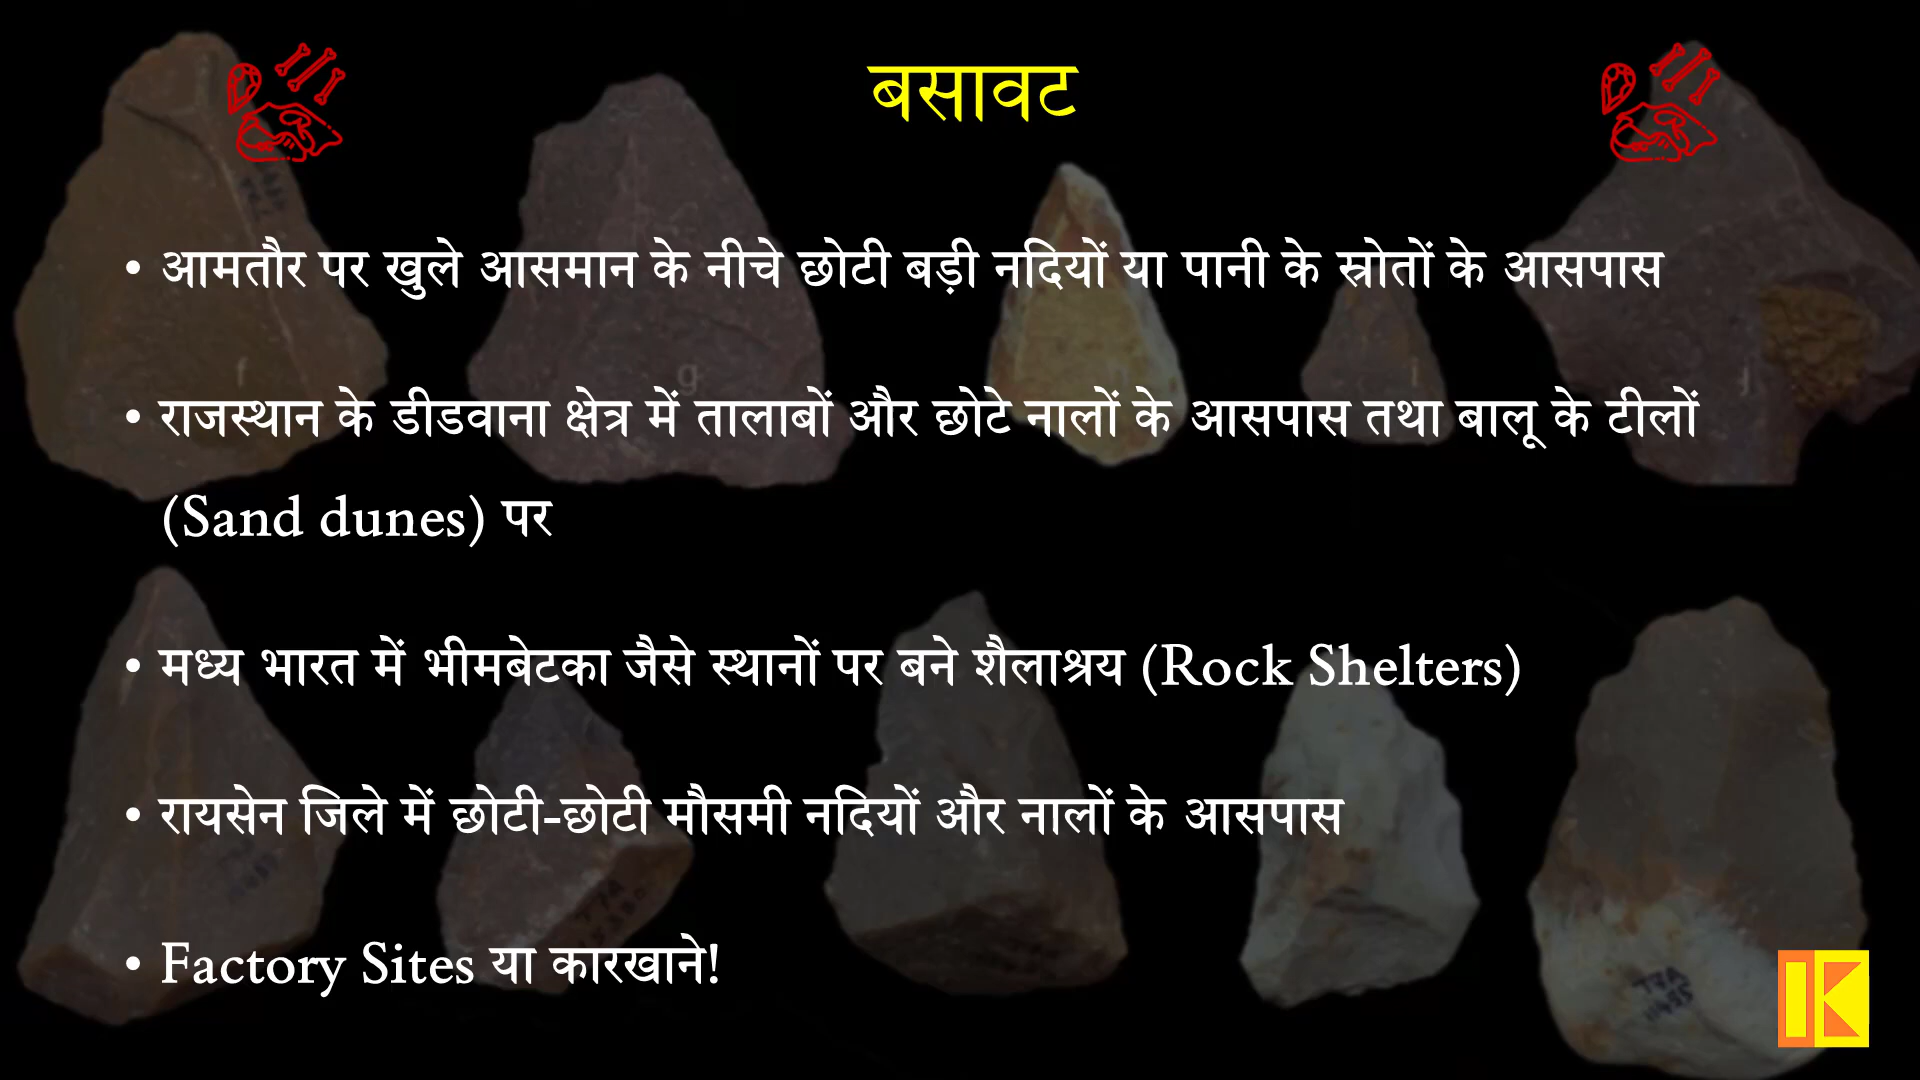 बसावट
• आमतौर पर खुले आसमान के नीचे छोटी बड़ी नदियों या पानी के स्रोतों के आसपास
• राजस्थान के डीडवाना क्षेत्र में तालाबों और छोटे नालों के आसपास तथा बालू के टीलों
(Sand dunes) पर
• मध्य भारत में भीमबेटका जैसे स्थानों पर बने शैलाश्रय (Rock Shelters)
• रायसेन जिले में छोटी-छोटी मौसमी नदियों और नालों के आसपास
• Factory Sites या कारखाने!
f
g
IK